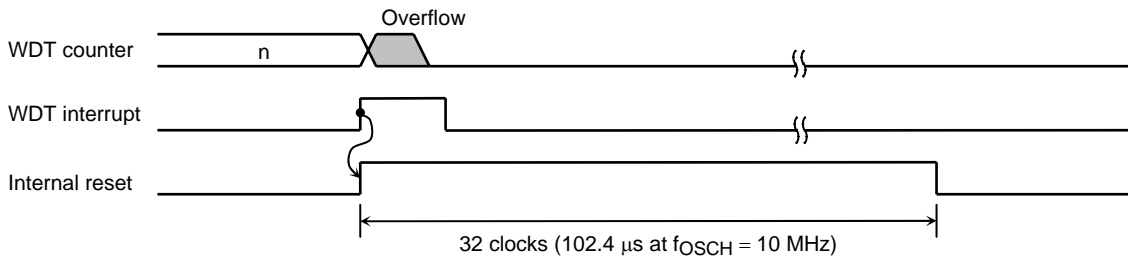 Overflow
WDT counter
n
WDT interrupt
Internal reset
32 clocks (102.4 μs at fOSCH = 10 MHz)